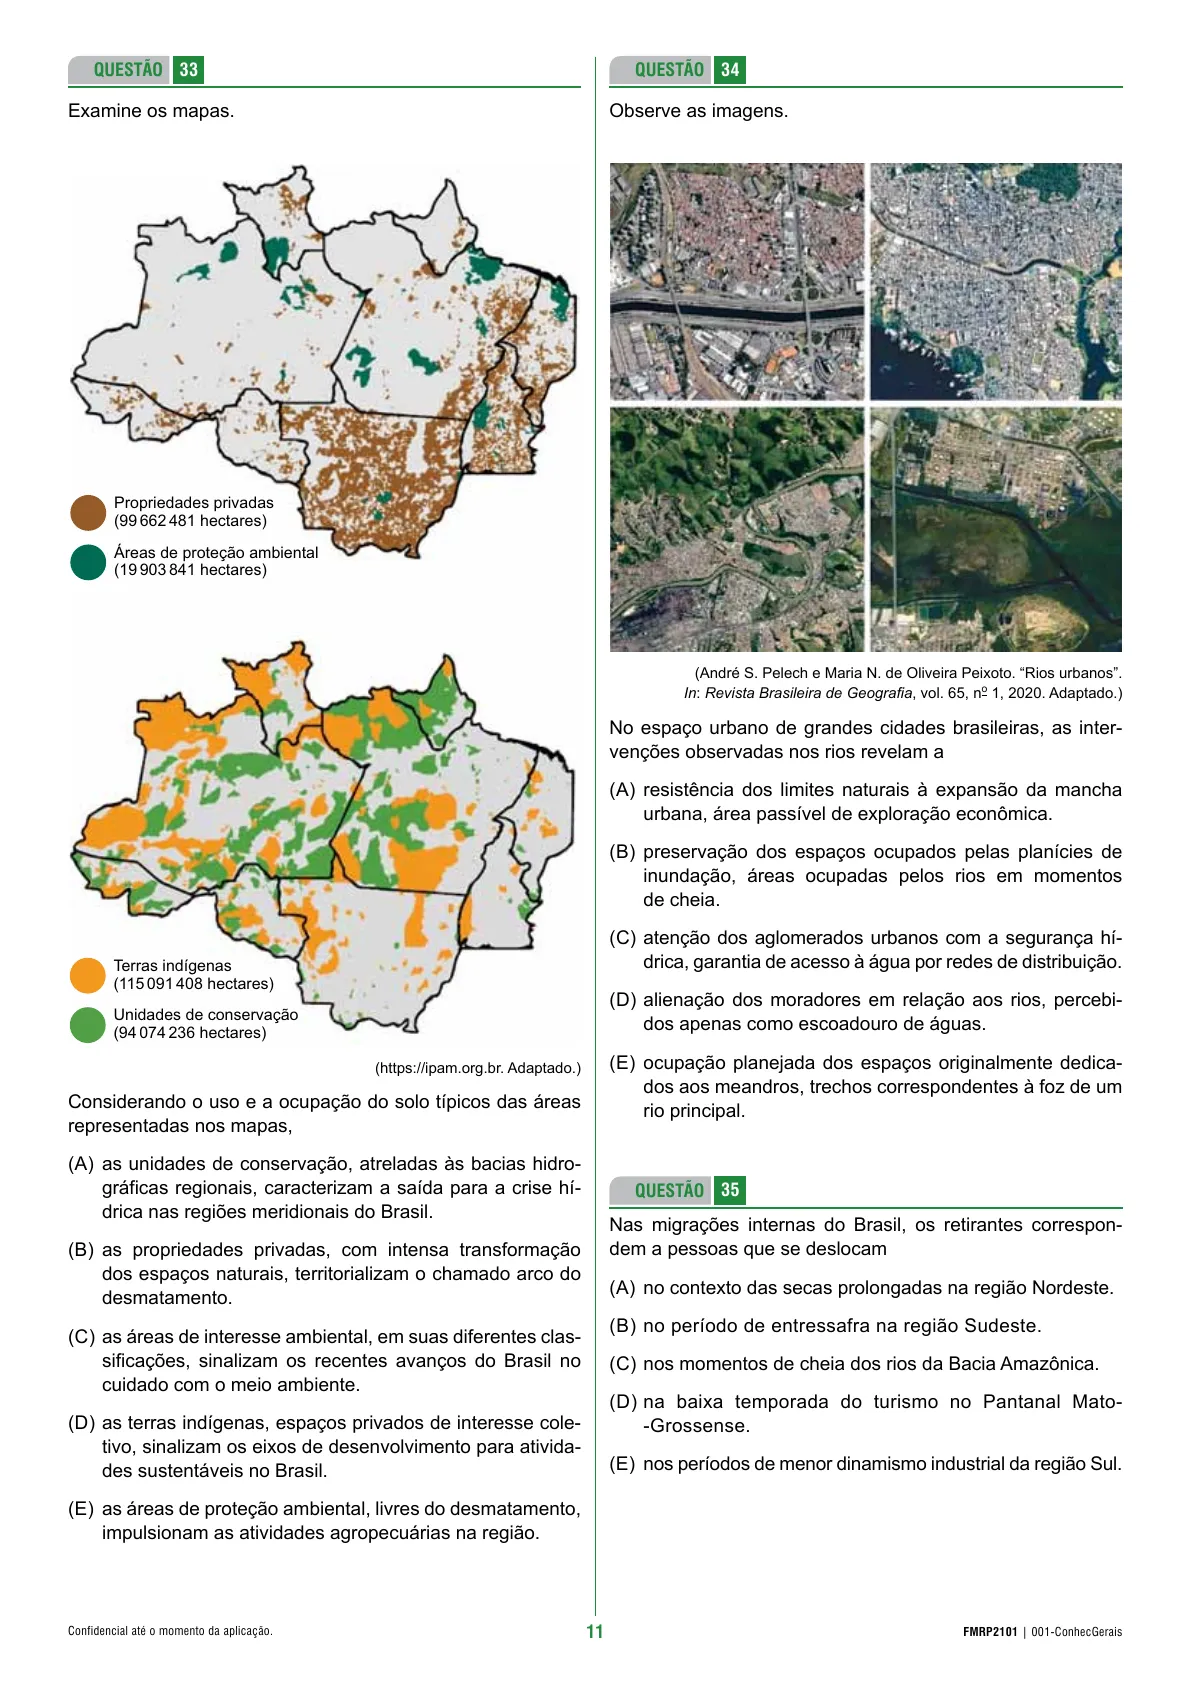 QUESTÃO 33
Examine os mapas.
Propriedades privadas
(99 662 481 hectares)
Áreas de proteção ambiental
(19 903 841 hectares)
Terras indígenas
(115 091 408 hectares)
Unidades de conservação
(94 074 236 hectares)
(https://ipam.org.br. Adaptado.)
Considerando o uso e a ocupação do solo típicos das áreas
representadas nos mapas,
(A) as unidades de conservação, atreladas às bacias hidro-
gráficas regionais, caracterizam a saída para a crise hí-
drica nas regiões meridionais do Brasil.
(B) as propriedades privadas, com intensa transformação
dos espaços naturais, territorializam o chamado arco do
desmatamento.
(C) as áreas de interesse ambiental, em suas diferentes clas-
sificações, sinalizam os recentes avanços do Brasil no
cuidado com o meio ambiente.
(D) as terras indígenas, espaços privados de interesse cole-
tivo, sinalizam os eixos de desenvolvimento para ativida-
des sustentáveis no Brasil.
(E) as áreas de proteção ambiental, livres do desmatamento,
impulsionam as atividades agropecuárias na região.
QUESTÃO 34
Observe as imagens.
(André S. Pelech e Maria N. de Oliveira Peixoto. “Rios urbanos”.
In: Revista Brasileira de Geografia, vol. 65, nº 1, 2020. Adaptado.)
No espaço urbano de grandes cidades brasileiras, as inter-
venções observadas nos rios revelam a
(A) resistência dos limites naturais à expansão da mancha
urbana, área passível de exploração econômica.
(B) preservação dos espaços ocupados pelas planícies de
inundação, áreas ocupadas pelos rios em momentos
de cheia.
(C) atenção dos aglomerados urbanos com a segurança hí-
drica, garantia de acesso à água por redes de distribuição.
(D) alienação dos moradores em relação aos rios, percebi-
dos apenas como escoadouro de águas.
(E) ocupação planejada dos espaços originalmente dedica-
dos aos meandros, trechos correspondentes à foz de um
rio principal.
QUESTÃO 35
Nas migrações internas do Brasil, os retirantes correspon-
dem a pessoas que se deslocam
(A) no contexto das secas prolongadas na região Nordeste.
(B) no período de entressafra na região Sudeste.
(C) nos momentos de cheia dos rios da Bacia Amazônica.
(D) na baixa temporada do turismo no Pantanal Mato-
-Grossense.
(E) nos períodos de menor dinamismo industrial da região Sul.
Confidencial até o momento da aplicação.
11
FMRP2101 | 001-ConhecGerais